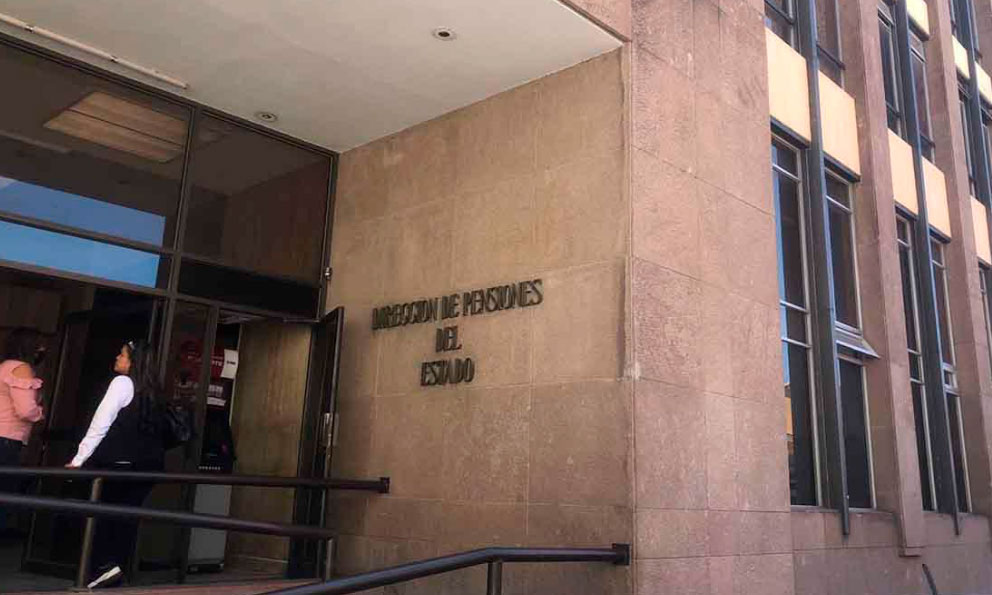 DIRECCION DE PENSIONES
DEL
ESTADO